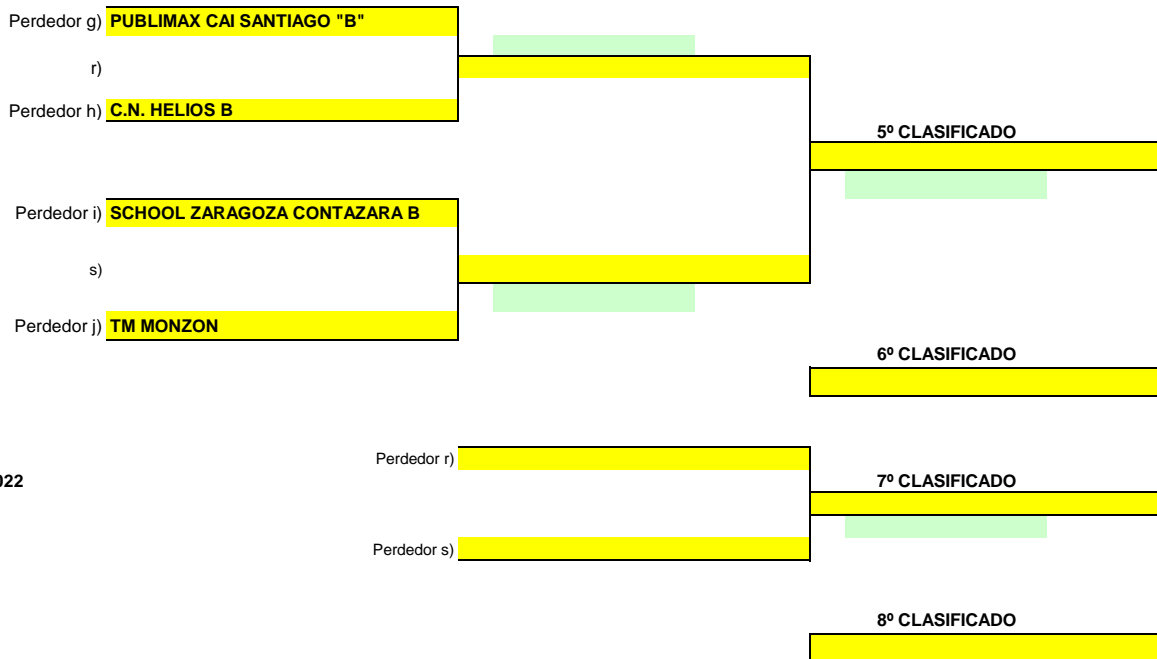 Perdedor g) PUBLIMAX CAI SANTIAGO "B"
r)
Perdedor h) C.N. HELIOS B
5º CLASIFICADO
Perdedor i) SCHOOL ZARAGOZA CONTAZARA B
s)
Perdedor j) TM MONZON
6º CLASIFICADO
Perdedor r)
022
7º CLASIFICADO
Perdedor s)
8º CLASIFICADO